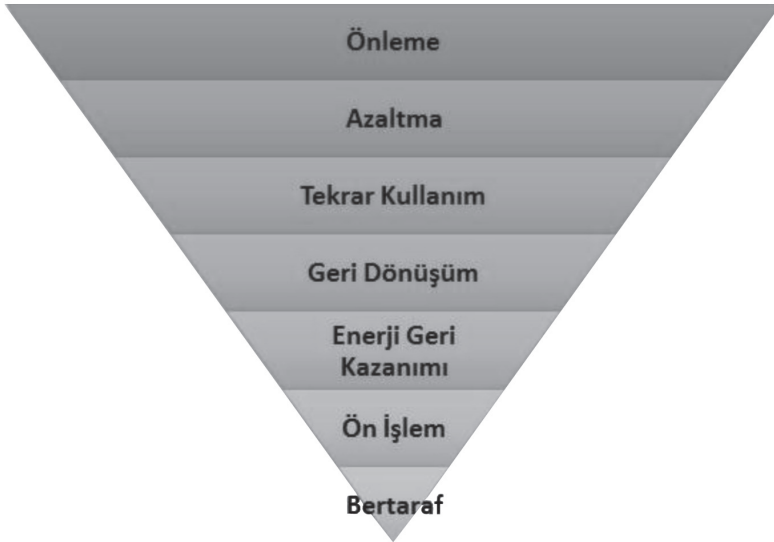 Önleme
Azaltma
Tekrar Kullanım
Geri Dönüşüm
Enerji Geri
Kazanımı
Ön İşlem
Bertaraf